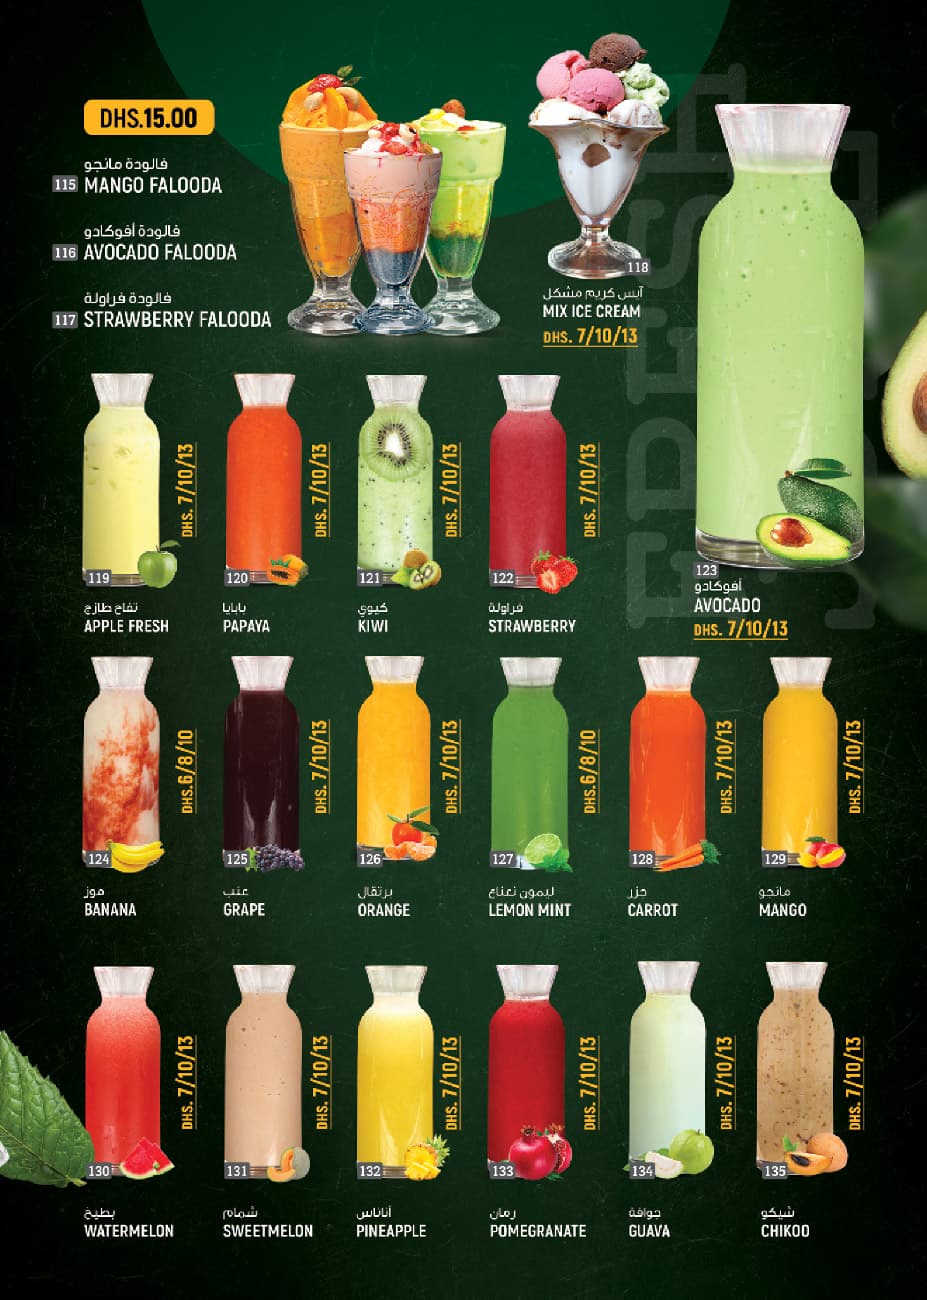 DHS.15.00
فالودة مانجو
115 MANGO FALOODA
فالودة أفوكادو
116 AVOCADO FALOODA
فالودة فراولة
117 STRAWBERRY FALOODA
118
آيس كريم مشكل
MIX ICE CREAM
DHS. 7/10/13
FRESH
123
أفوكادو
AVOCADO
DHS. 7/10/13
119
DHS. 7/10/13
تفاح طازج
APPLE FRESH
120
DHS. 7/10/13
بابايا
PAPAYA
121
DHS. 7/10/13
كيوي
KIWI
122
DHS. 7/10/13
فراولة
STRAWBERRY
124
DHS.6/8/10
موز
BANANA
125
DHS. 7/10/13
عنب
GRAPE
126
DHS. 7/10/13
برتقال
ORANGE
127
DHS.6/8/10
ليمون نعناع
LEMON MINT
128
DHS. 7/10/13
جزر
CARROT
129
DHS. 7/10/13
مانجو
MANGO
130
DHS. 7/10/13
بطيخ
WATERMELON
131
DHS. 7/10/13
شمام
SWEETMELON
132
DHS. 7/10/13
أناناس
PINEAPPLE
133
DHS. 7/10/13
رمان
POMEGRANATE
134
DHS. 7/10/13
جوافة
GUAVA
135
DHS. 7/10/13
شيكو
CHIKOO